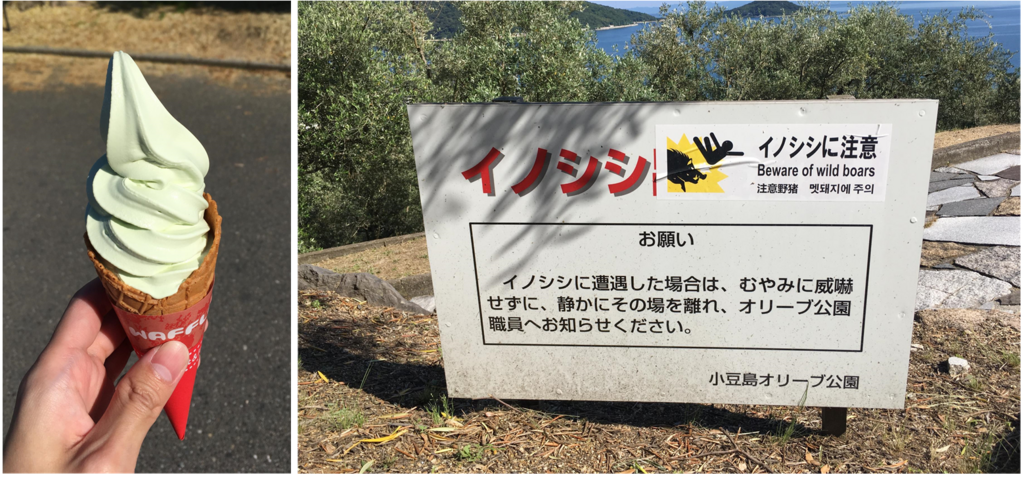 WAFFL
イノシシ
イノシシに注意
Beware of wild boars
注意野猪 멧돼지에 주의
お願い
イノシシに遭遇した場合は、むやみに威嚇
せずに、静かにその場を離れ、オリーブ公園
職員へお知らせください。
小豆島オリーブ公園